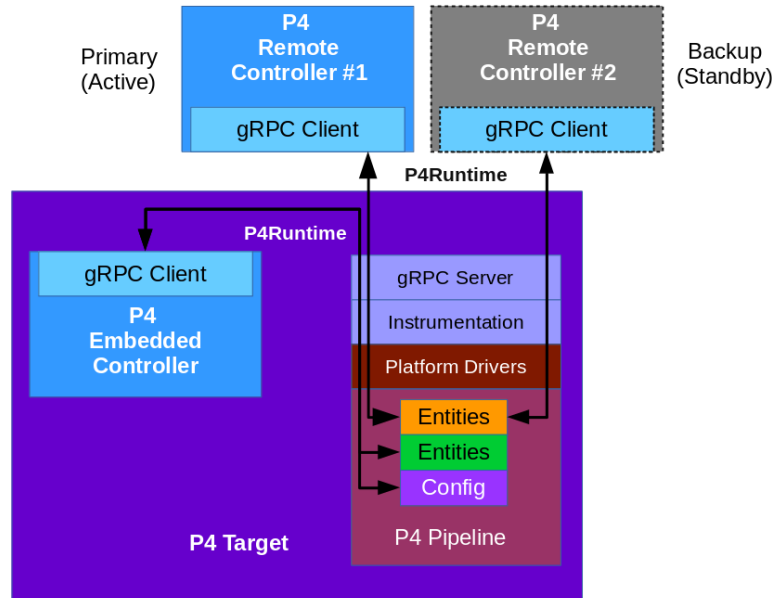 Primary
(Active)
P4
Remote
Controller #1
gRPC Client
P4
Remote
Controller #2
gRPC Client
Backup
(Standby)
P4Runtime
P4Runtime
gRPC Client
P4
Embedded
Controller
gRPC Server
Instrumentation
Platform Drivers
Entities
Entities
Config
P4 Pipeline
P4 Target